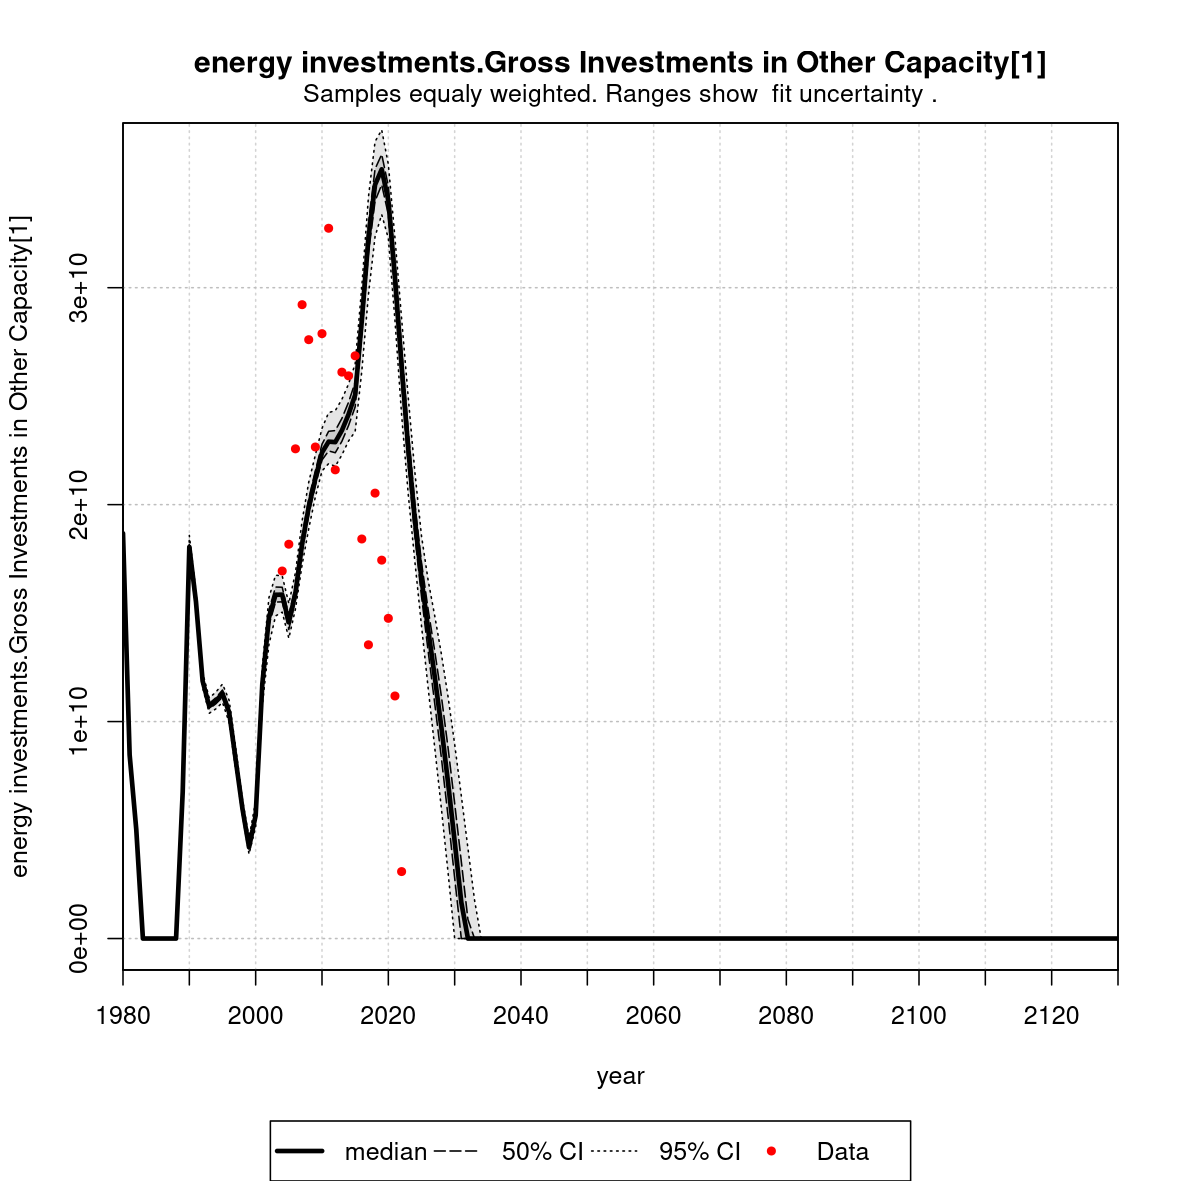 energy investments.Gross Investments in Other Capacity[1]
Samples equaly weighted. Ranges show  fit uncertainty .
energy investments.Gross Investments in Other Capacity[1]
3e+10
2e+10
1e+10
0e+00
1980 2000 2020 2040 2060 2080 2100 2120
year
median 50% CI 95% CI Data